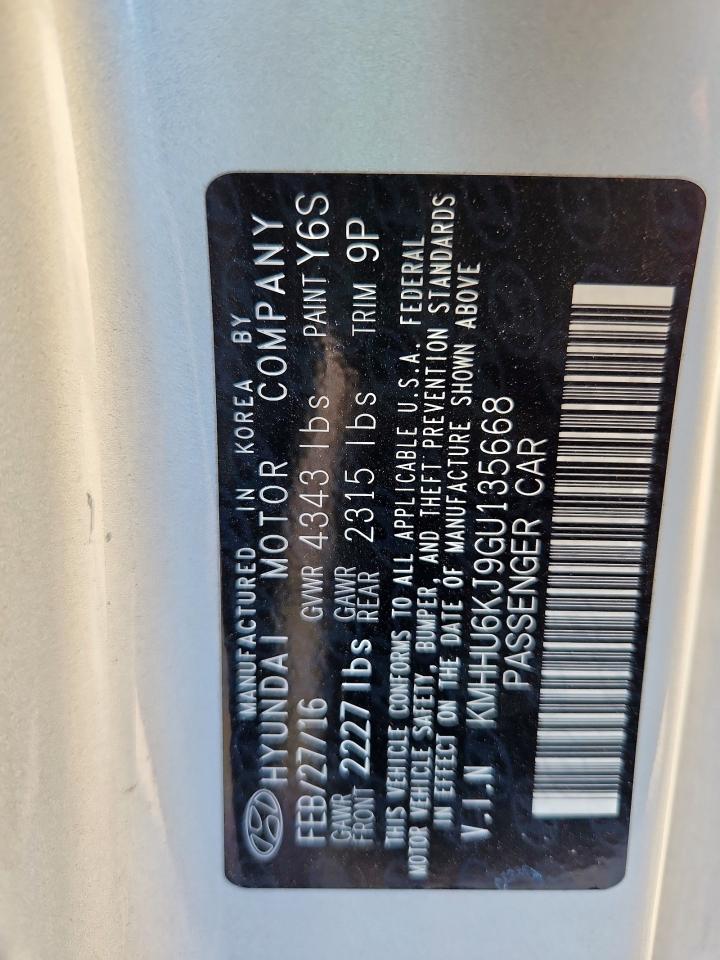 MANUFACTURED IN KOREA BY
HYUNDAI MOTOR COMPANY
FEB/27/16 GVWR 4343 lbs PAINT Y6S
GAWR FRONT 2227 lbs GAWR REAR 2315 lbs TRIM 9P
THIS VEHICLE CONFORMS TO ALL APPLICABLE U.S.A. FEDERAL
MOTOR VEHICLE SAFETY, BUMPER, AND THEFT PREVENTION STANDARDS
IN EFFECT ON THE DATE OF MANUFACTURE SHOWN ABOVE
V.I.N KMHHU6KJ9GU135668
PASSENGER CAR